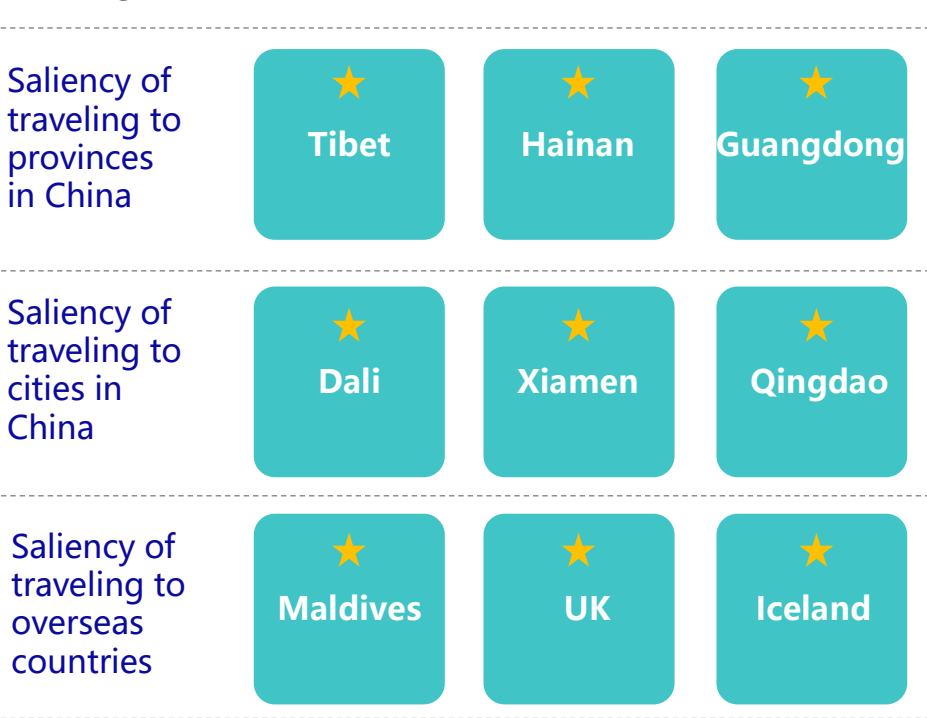 Saliency of
traveling to
provinces
in China
Tibet
Hainan
Guangdong
Saliency of
traveling to
cities in
China
Dali
Xiamen
Qingdao
Saliency of
traveling to
overseas
countries
Maldives
UK
Iceland